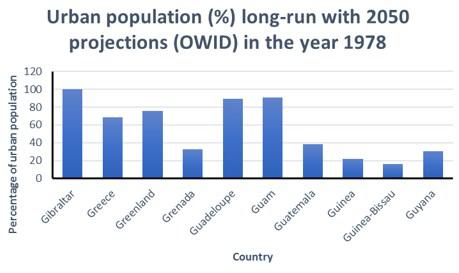 Urban population (%) long-run with 2050
projections (OWID) in the year 1978
Percentage of urban population
120
100
80
60
40
20
0
Gibraltar
Greece
Greenland
Grenada
Guadeloupe
Guam
Guatemala
Guinea
Guinea-Bissau
Guyana
Country